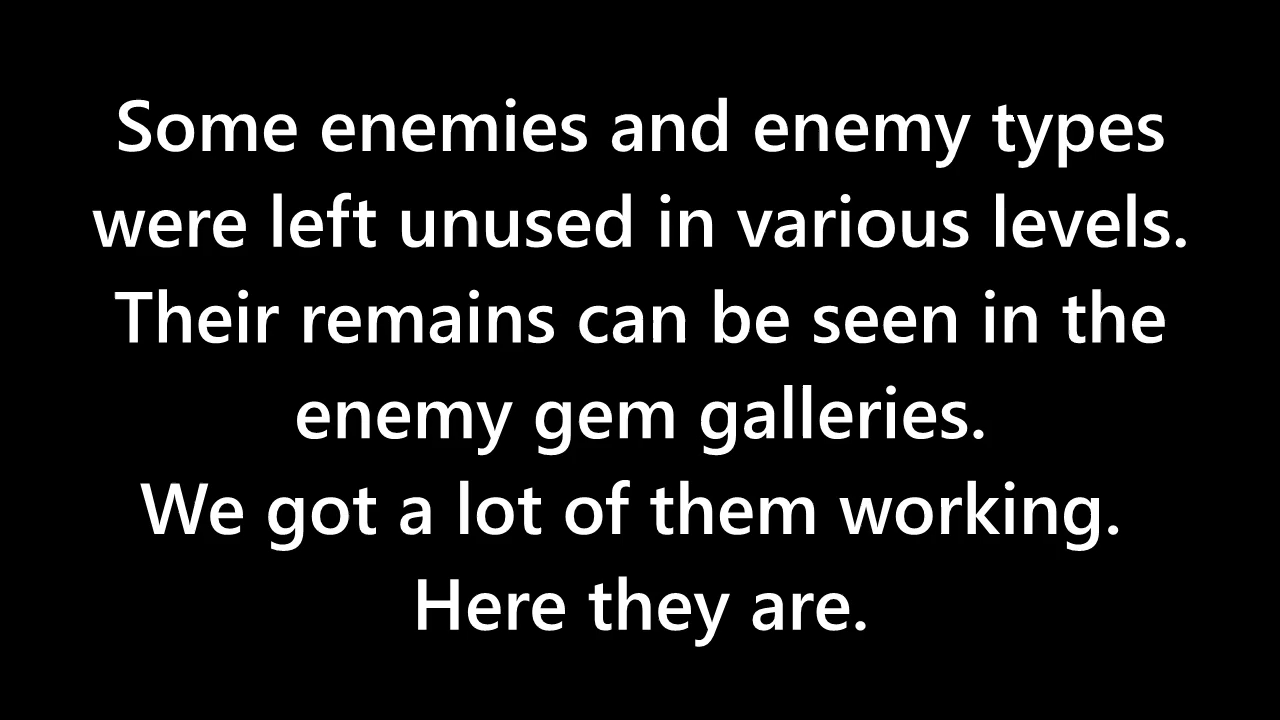 Some enemies and enemy types
were left unused in various levels.
Their remains can be seen in the
enemy gem galleries.
We got a lot of them working.
Here they are.